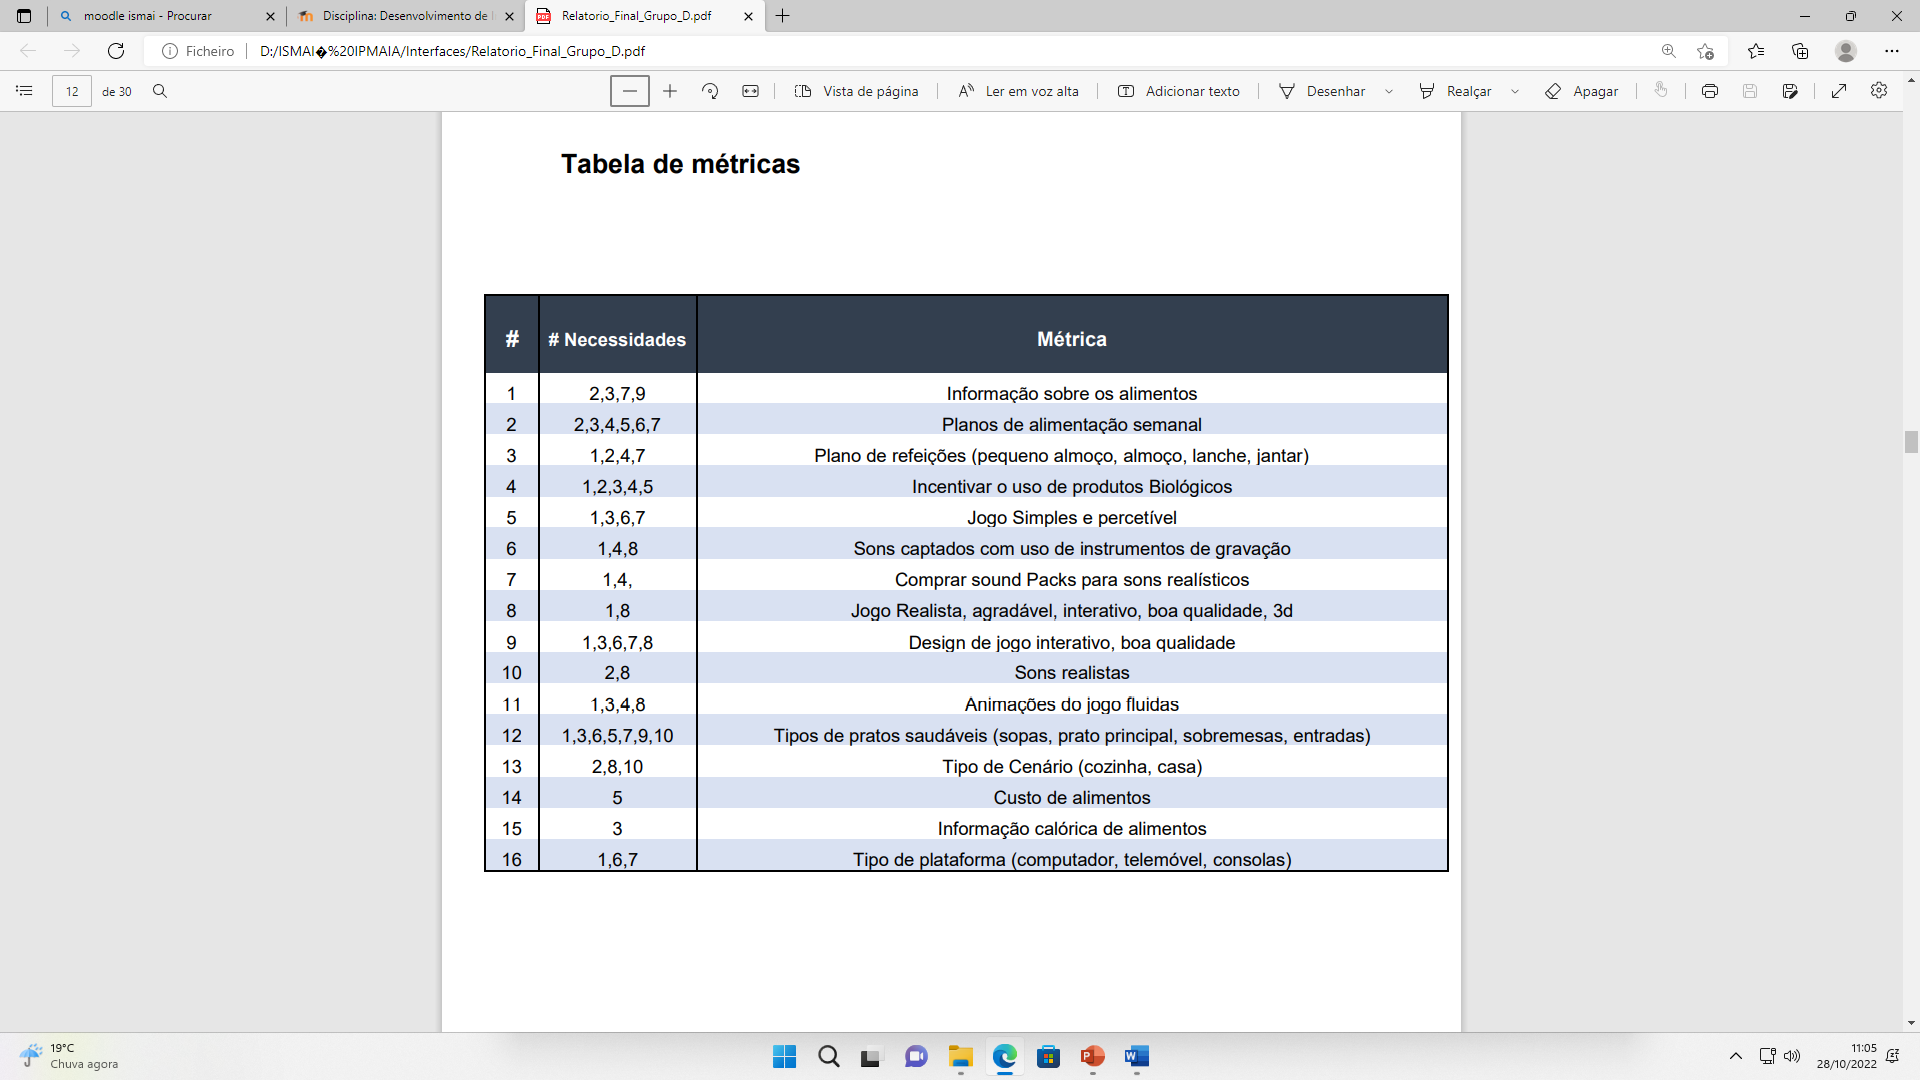 moodle ismai - Procurar
Disciplina: Desenvolvimento de
Relatorio_Final_Grupo_D.pdf
Ficheiro
D:/ISMAI�%20IPMAIA/Interfaces/Relatorio_Final_Grupo_D.pdf
12 de 30
Vista de página
Ler em voz alta
Adicionar texto
Desenhar
Realçar
Apagar
Tabela de métricas
# # Necessidades Métrica
1 2,3,7,9 Informação sobre os alimentos
2 2,3,4,5,6,7 Planos de alimentação semanal
3 1,2,4,7 Plano de refeições (pequeno almoço, almoço, lanche, jantar)
4 1,2,3,4,5 Incentivar o uso de produtos Biológicos
5 1,3,6,7 Jogo Simples e percetível
6 1,4,8 Sons captados com uso de instrumentos de gravação
7 1,4, Comprar sound Packs para sons realísticos
8 1,8 Jogo Realista, agradável, interativo, boa qualidade, 3d
9 1,3,6,7,8 Design de jogo interativo, boa qualidade
10 2,8 Sons realistas
11 1,3,4,8 Animações do jogo fluidas
12 1,3,6,5,7,9,10 Tipos de pratos saudáveis (sopas, prato principal, sobremesas, entradas)
13 2,8,10 Tipo de Cenário (cozinha, casa)
14 5 Custo de alimentos
15 3 Informação calórica de alimentos
16 1,6,7 Tipo de plataforma (computador, telemóvel, consolas)
19°C
Chuva agora
11:05
28/10/2022